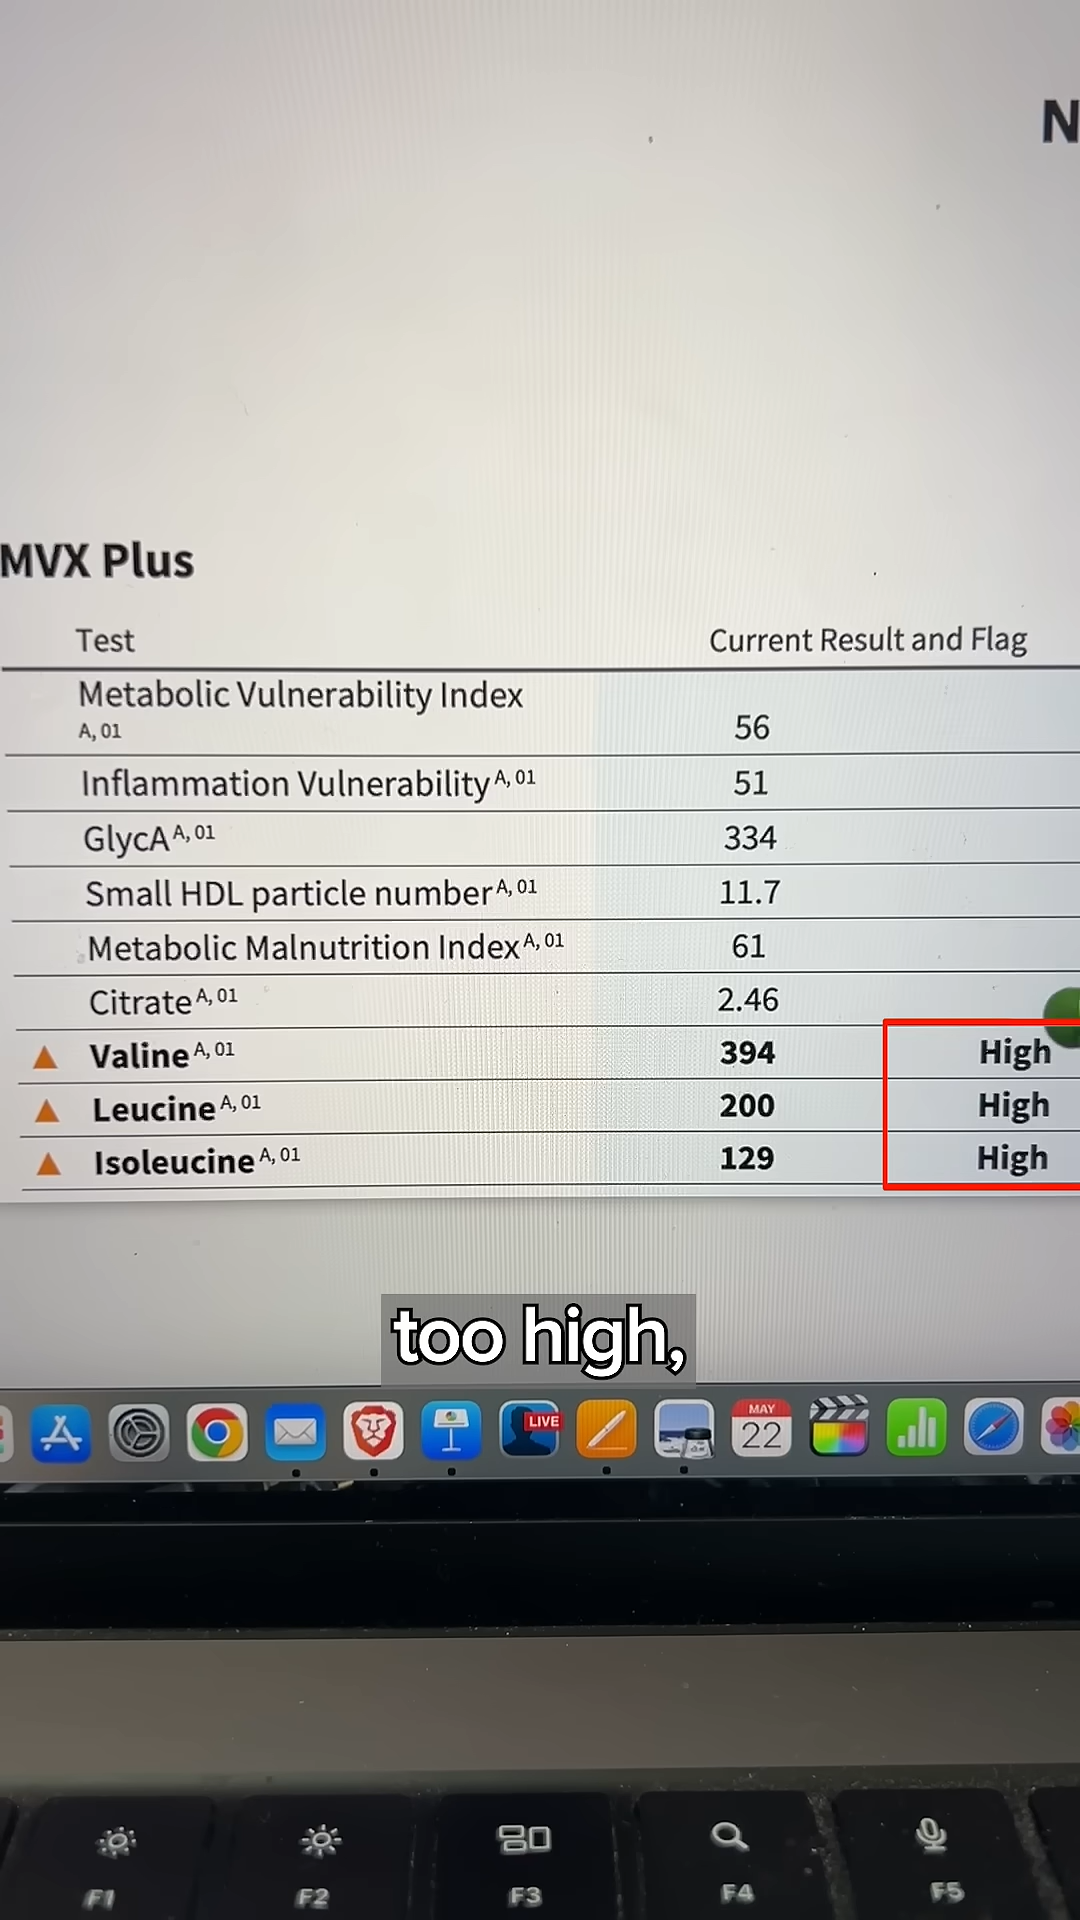 N
MVX Plus
Test Current Result and Flag
Metabolic Vulnerability Index
A, 01 56
Inflammation Vulnerability A, 01 51
GlycA A, 01 334
Small HDL particle number A, 01 11.7
Metabolic Malnutrition Index A, 01 61
Citrate A, 01 2.46
Valine A, 01 394 High
Leucine A, 01 200 High
Isoleucine A, 01 129 High
too high,
LIVE
MAY
22
F1 F2 F3 F4 F5